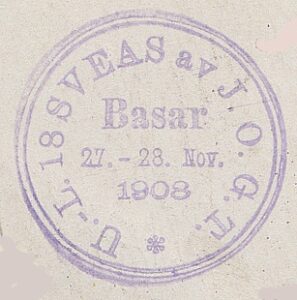 U.-L. 18 SVEAS av J. O. G. T.
Basar
27. - 28. Nov.
1908